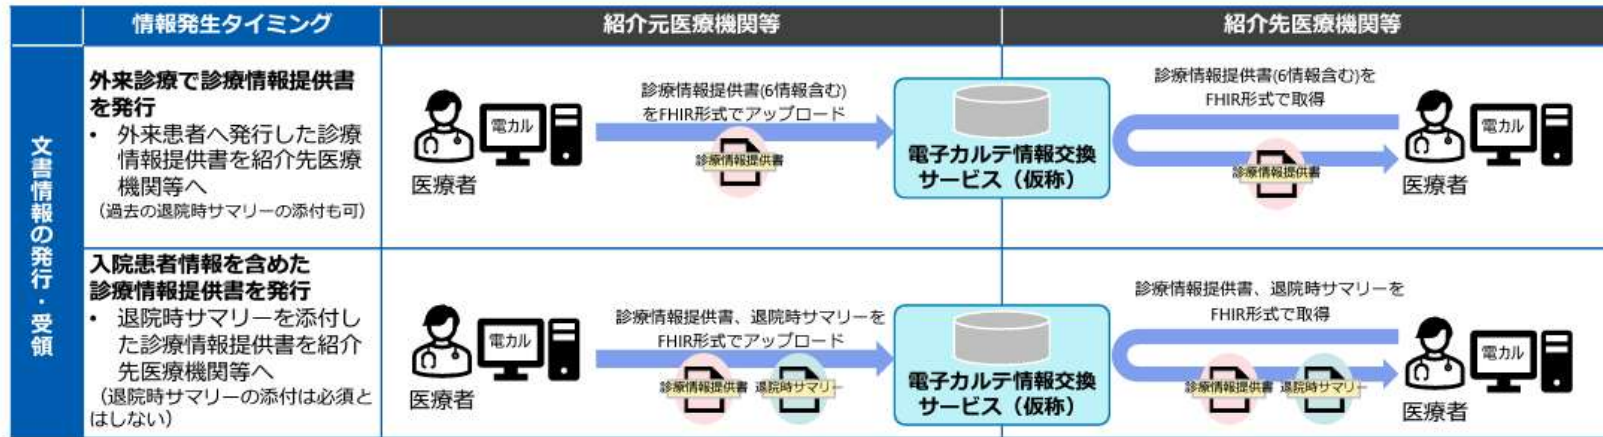 情報発生タイミング
紹介元医療機関等
紹介先医療機関等
文書情報の発行・受領
外来診療で診療情報提供書
を発行
• 外来患者へ発行した診療
情報提供書を紹介先医療
機関等へ
（過去の退院時サマリーの添付も可）
電カル
医療者
診療情報提供書(6情報含む)
をFHIR形式でアップロード
診療情報提供書
電子カルテ情報交換
サービス（仮称）
診療情報提供書(6情報含む)を
FHIR形式で取得
診療情報提供書
電カル
医療者
入院患者情報を含めた
診療情報提供書を発行
• 退院時サマリーを添付し
た診療情報提供書を紹介
先医療機関等へ
（退院時サマリーの添付は必須と
はしない）
電カル
医療者
診療情報提供書、退院時サマリーを
FHIR形式でアップロード
診療情報提供書 退院時サマリー
電子カルテ情報交換
サービス（仮称）
診療情報提供書、退院時サマリーを
FHIR形式で取得
診療情報提供書 退院時サマリー
電カル
医療者